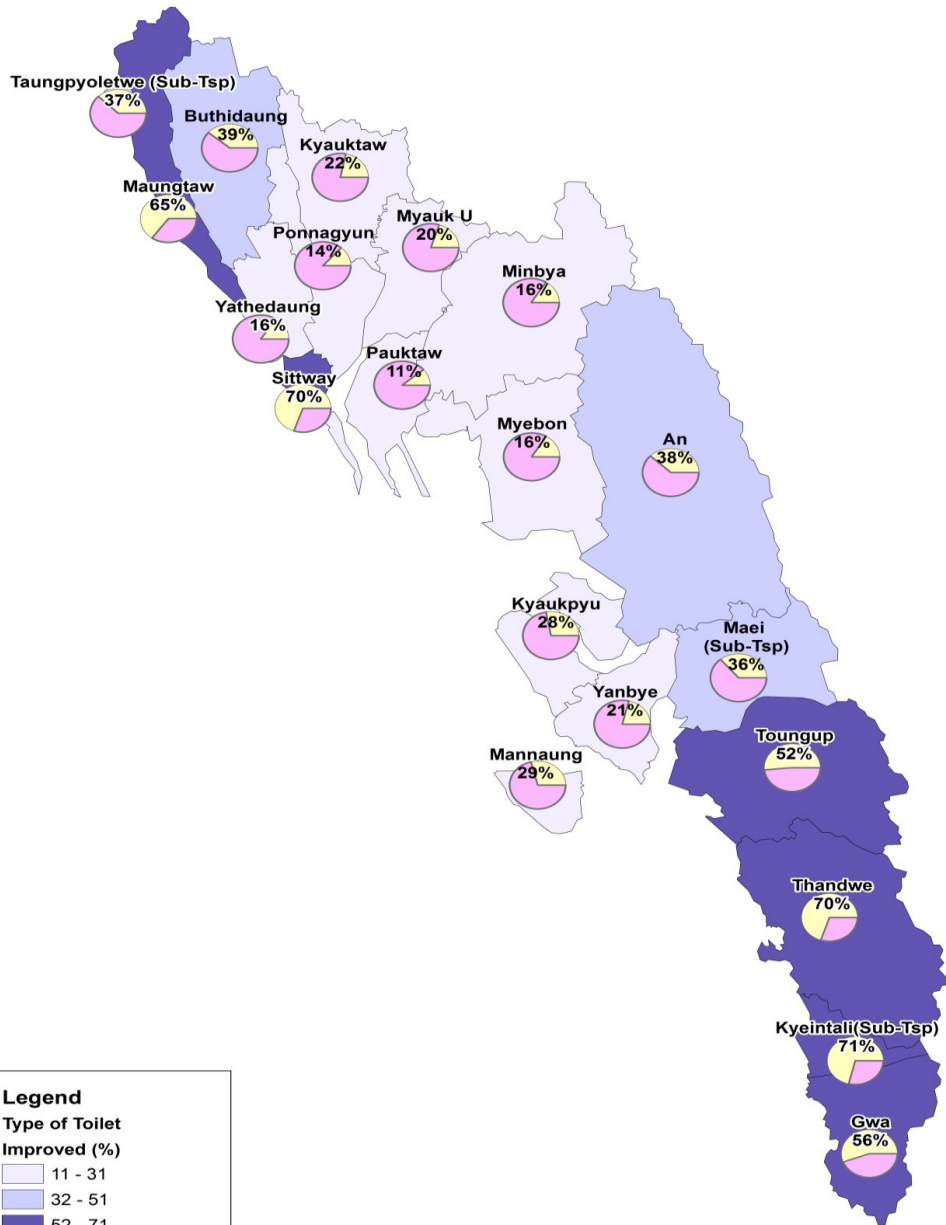 Taungpyoletwe (Sub-Tsp)
37%
Buthidaung
39%
Kyauktaw
22%
Maungtaw
65%
Myauk U
20%
Ponnagyun
14%
Minbya
16%
Yathedaung
16%
Pauktaw
11%
Sittway
70%
Myebon
16%
An
38%
Kyaukpyu
28%
Maei
(Sub-Tsp)
36%
Yanbye
21%
Toungup
52%
Mannaung
29%
Thandwe
70%
Kyeintali(Sub-Tsp)
71%
Gwa
56%
Legend
Type of Toilet
Improved (%)
11 - 31
32 - 51
52 - 71